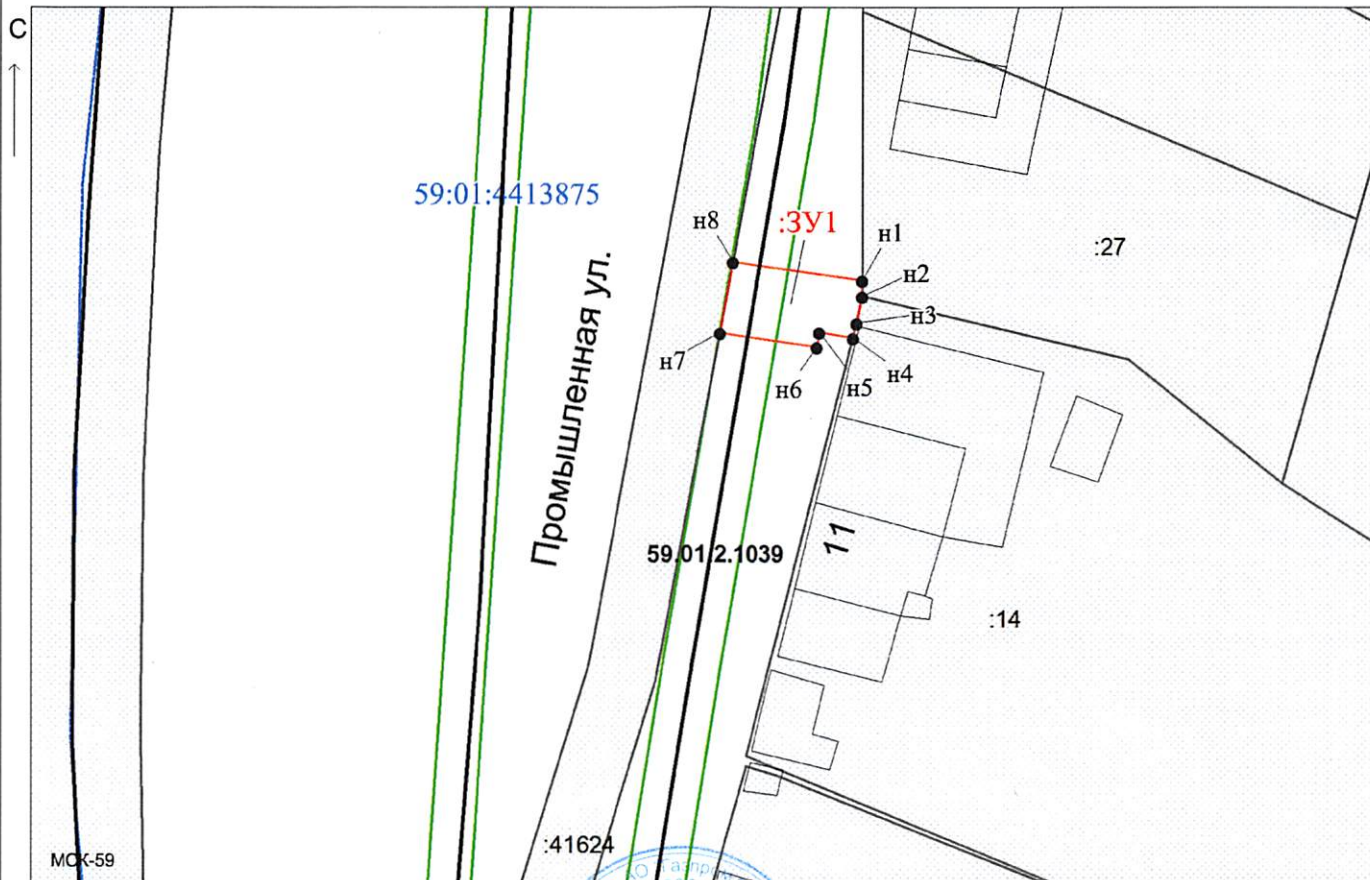 С
59:01:4413875
:ЗУ1
н8
н1
н2
:27
н3
н7
н4
н6
н5
Промышленная ул.
59.01.2.1039
11
:14
:41624
МСК-59